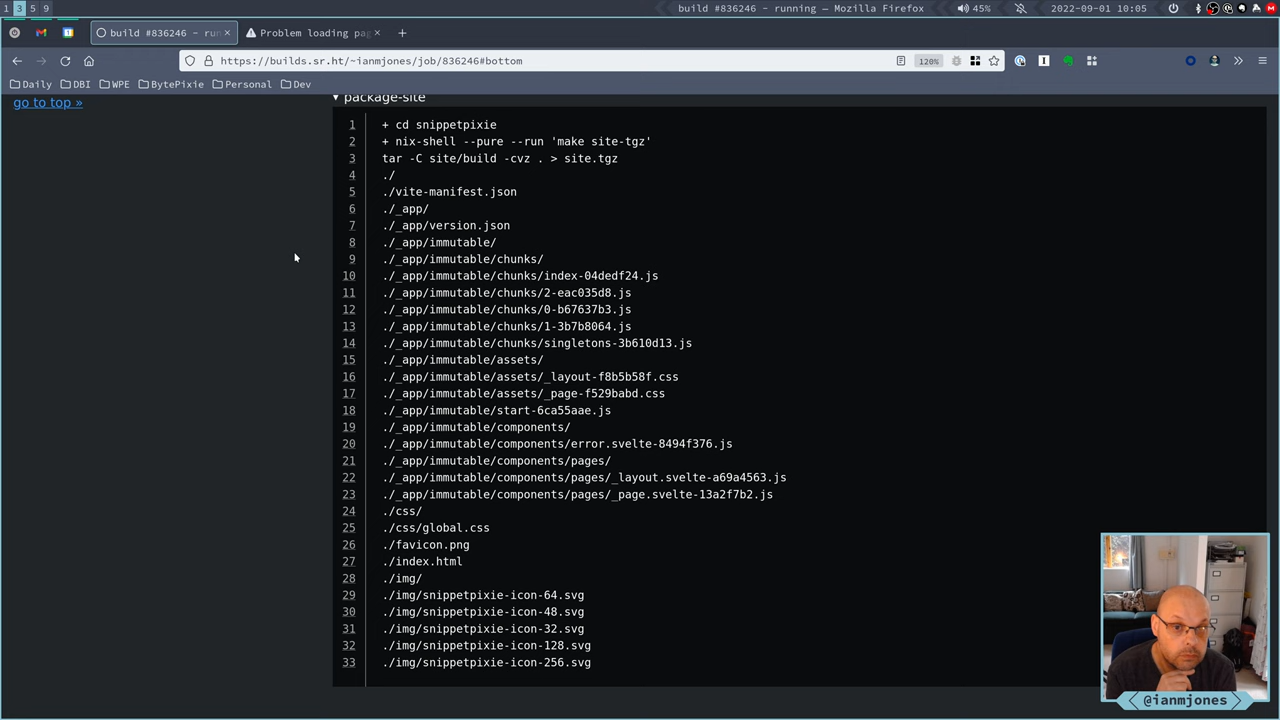 1 3 5 9
build #836246 - running — Mozilla Firefox
45%
2022-09-01 10:05
build #836246 - run
Problem loading pag
https://builds.sr.ht/~ianmjones/job/836246#bottom
120%
Daily
DBI
WPE
BytePixie
Personal
Dev
go to top »
package-site
1 + cd snippetpixie
2 + nix-shell --pure --run 'make site-tgz'
3 tar -C site/build -cvz . > site.tgz
4 ./
5 ./vite-manifest.json
6 ./_app/
7 ./_app/version.json
8 ./_app/immutable/
9 ./_app/immutable/chunks/
10 ./_app/immutable/chunks/index-04dedf24.js
11 ./_app/immutable/chunks/2-eac035d8.js
12 ./_app/immutable/chunks/0-b67637b3.js
13 ./_app/immutable/chunks/1-3b7b8064.js
14 ./_app/immutable/chunks/singletons-3b610d13.js
15 ./_app/immutable/assets/
16 ./_app/immutable/assets/_layout-f8b5b58f.css
17 ./_app/immutable/assets/_page-f529babd.css
18 ./_app/immutable/start-6ca55aae.js
19 ./_app/immutable/components/
20 ./_app/immutable/components/error.svelte-8494f376.js
21 ./_app/immutable/components/pages/
22 ./_app/immutable/components/pages/_layout.svelte-a69a4563.js
23 ./_app/immutable/components/pages/_page.svelte-13a2f7b2.js
24 ./css/
25 ./css/global.css
26 ./favicon.png
27 ./index.html
28 ./img/
29 ./img/snippetpixie-icon-64.svg
30 ./img/snippetpixie-icon-48.svg
31 ./img/snippetpixie-icon-32.svg
32 ./img/snippetpixie-icon-128.svg
33 ./img/snippetpixie-icon-256.svg
@ianmjones